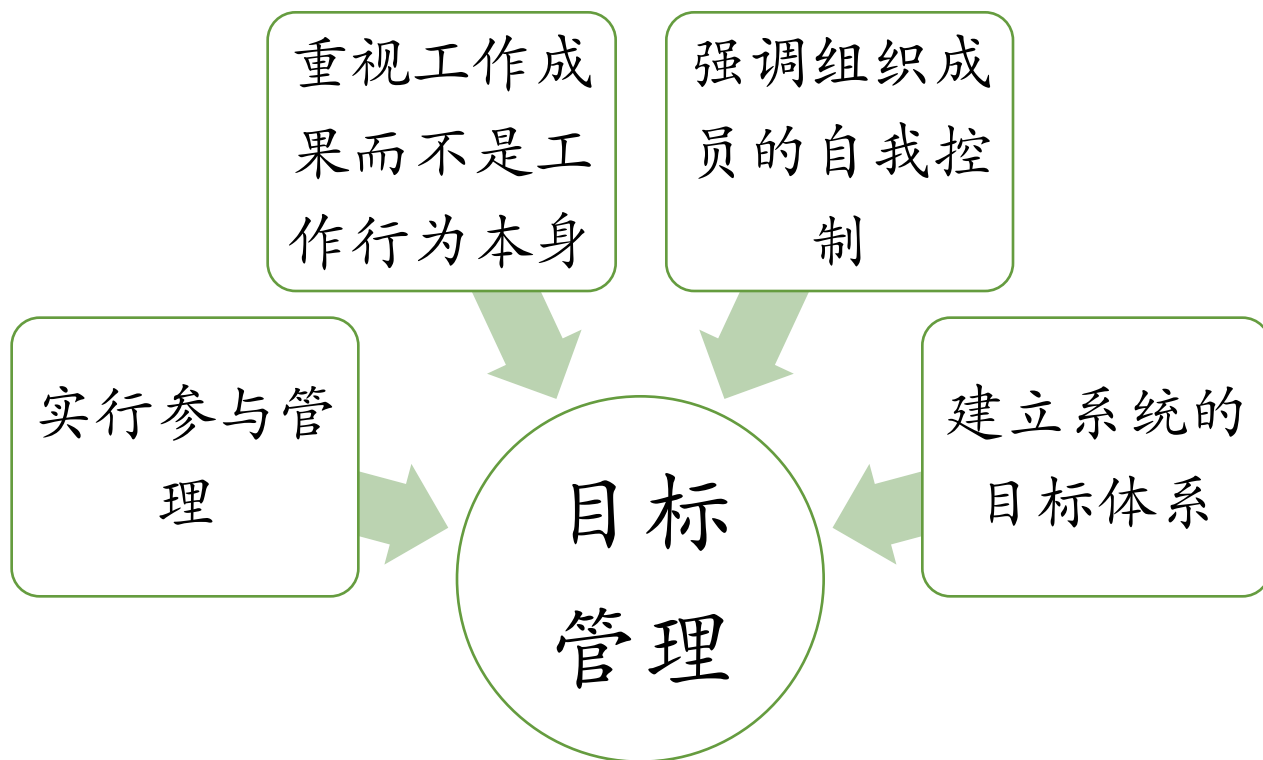 重视工作成
果而不是工
作行为本身
强调组织成
员的自我控
制
实行参与管
理
建立系统的
目标体系
目标
管理